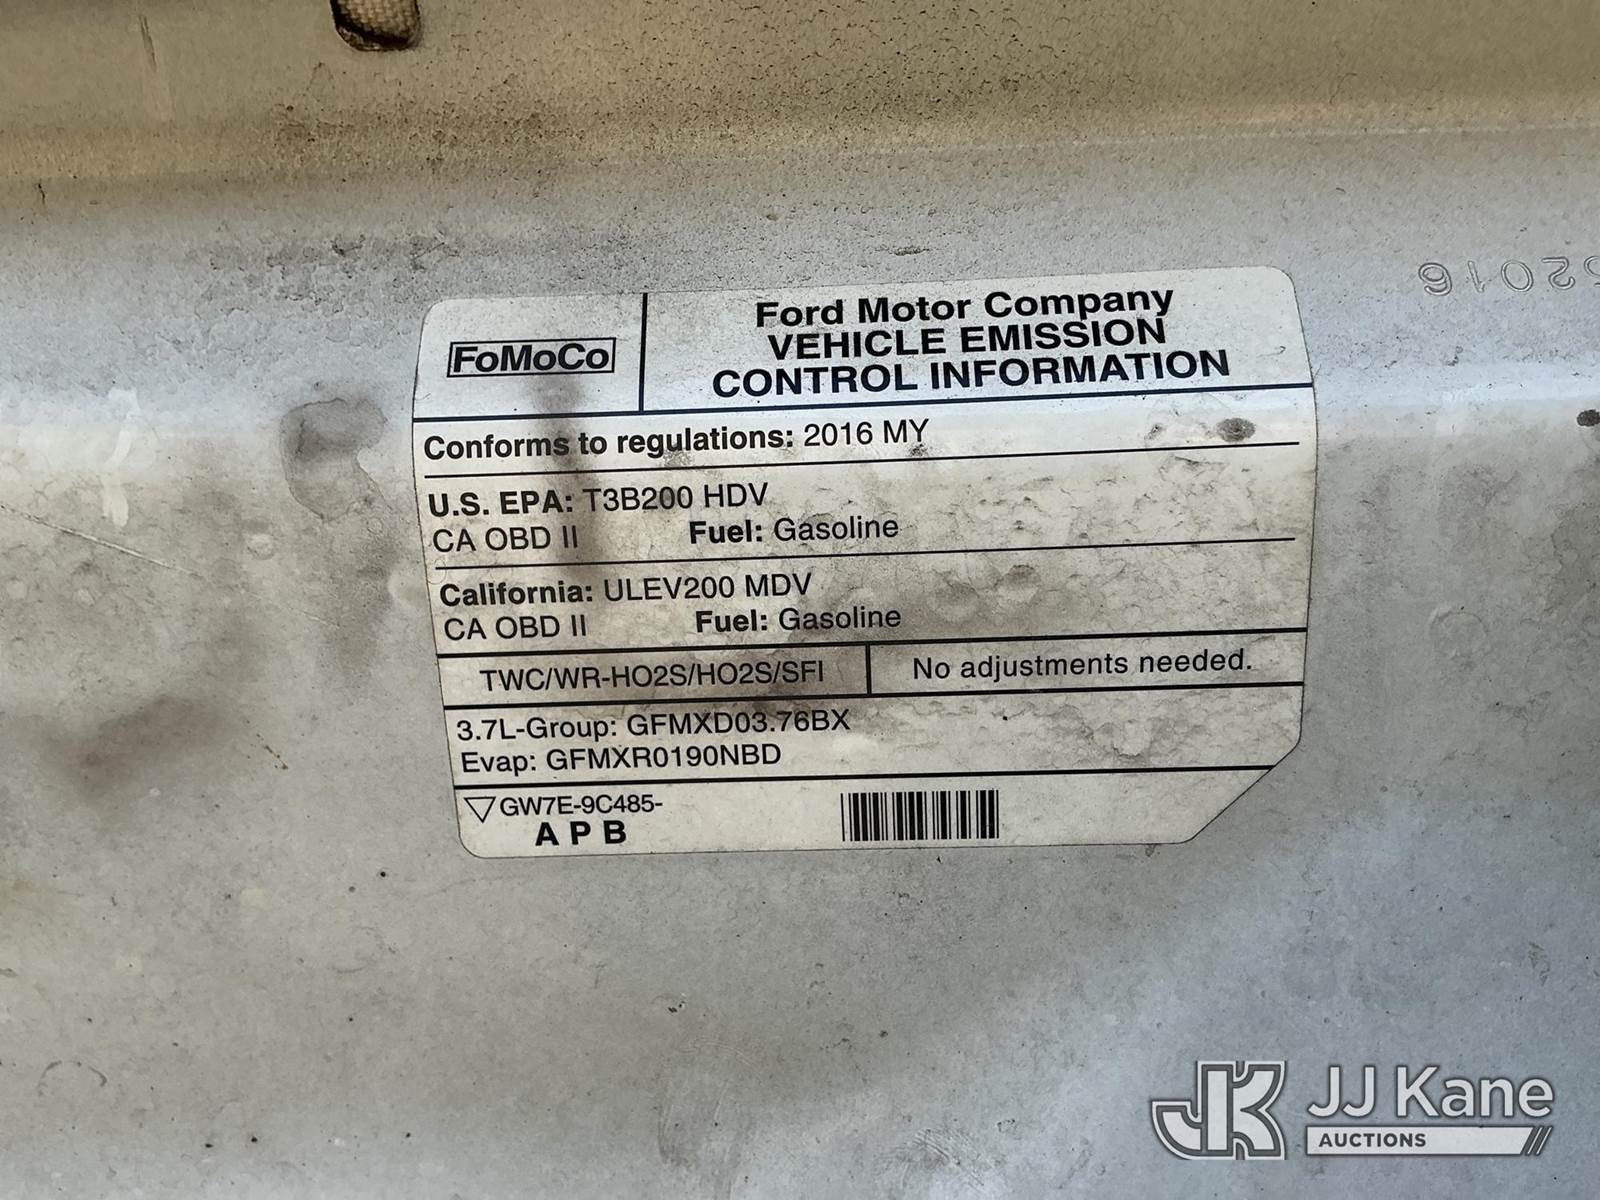 FoMoCo
Ford Motor Company
VEHICLE EMISSION
CONTROL INFORMATION
Conforms to regulations: 2016 MY
U.S. EPA: T3B200 HDV
CA OBD II Fuel: Gasoline
California: ULEV200 MDV
CA OBD II Fuel: Gasoline
TWC/WR-HO2S/HO2S/SFI
No adjustments needed.
3.7L-Group: GFMXD03.76BX
Evap: GFMXR0190NBD
GW7E-9C485-
A P B
JK JJ Kane
AUCTIONS